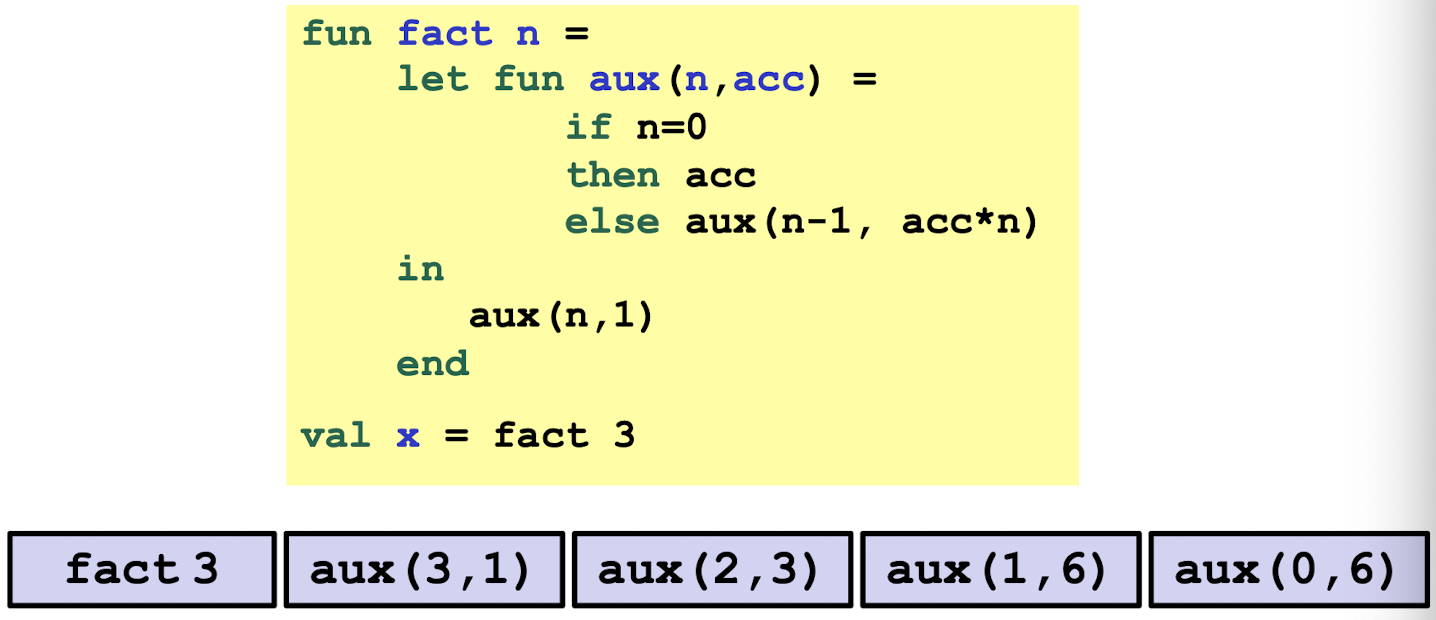 fun fact n =
let fun aux(n,acc) =
if n=0
then acc
else aux(n-1, acc*n)
in
aux(n,1)
end
val x = fact 3
fact 3 aux(3,1) aux(2,3) aux(1,6) aux(0,6)